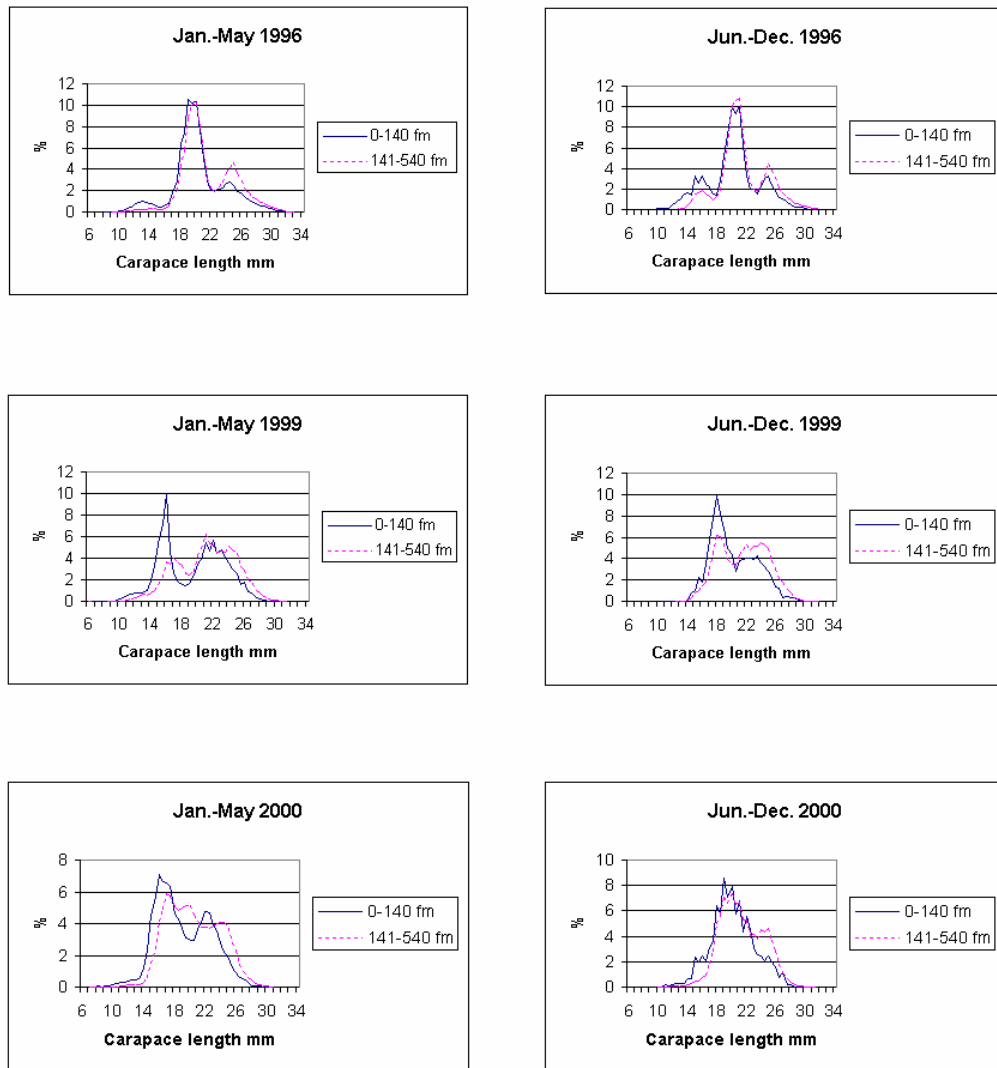 Jan.-May 1996
12
10
8
6
4
2
0
%
6 10 14 18 22 26 30 34
Carapace length mm
0-140 fm
141-540 fm
Jun.-Dec. 1996
12
10
8
6
4
2
0
%
6 10 14 18 22 26 30 34
Carapace length mm
0-140 fm
141-540 fm
Jan.-May 1999
12
10
8
6
4
2
0
%
6 10 14 18 22 26 30 34
Carapace length mm
0-140 fm
141-540 fm
Jun.-Dec. 1999
12
10
8
6
4
2
0
%
6 10 14 18 22 26 30 34
Carapace length mm
0-140 fm
141-540 fm
Jan.-May 2000
8
6
4
2
0
%
6 10 14 18 22 26 30 34
Carapace length mm
0-140 fm
141-540 fm
Jun.-Dec. 2000
10
8
6
4
2
0
%
6 10 14 18 22 26 30 34
Carapace length mm
0-140 fm
141-540 fm